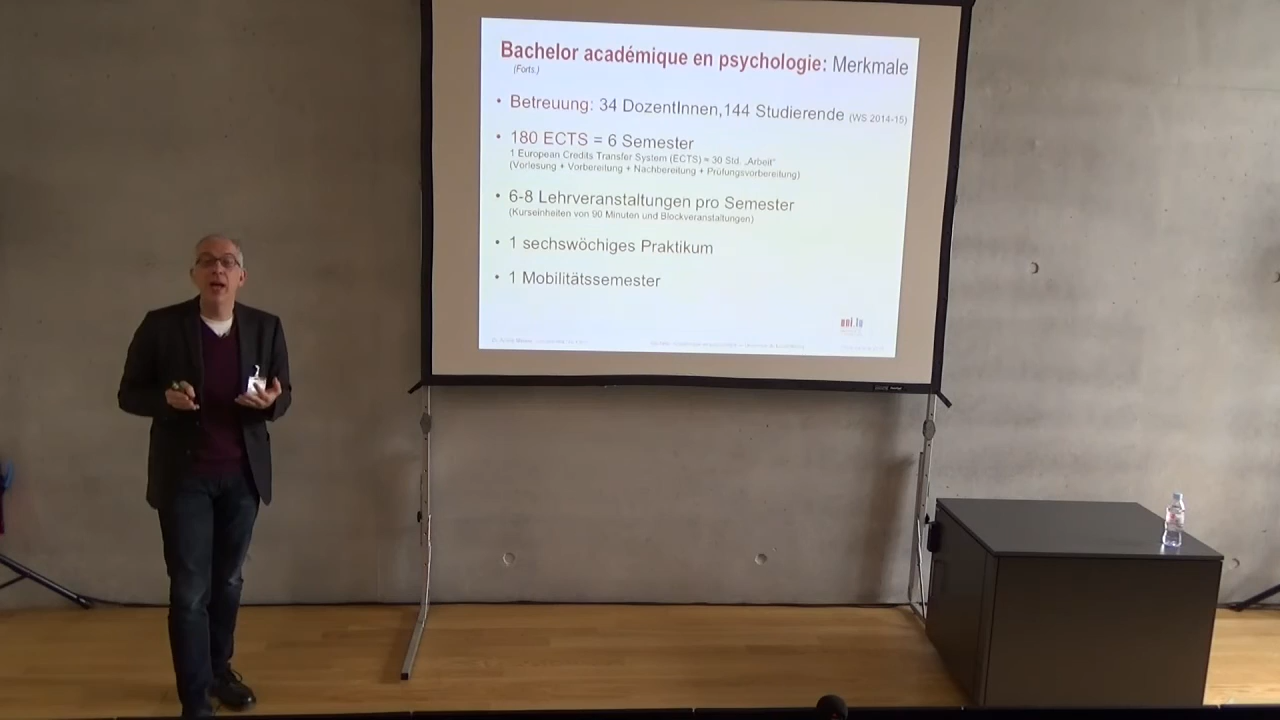 Bachelor académique en psychologie: Merkmale
(Forts.)
• Betreuung: 34 DozentInnen,144 Studierende (WS 2014-15)
• 180 ECTS = 6 Semester
1 European Credits Transfer System (ECTS) = 30 Std. „Arbeit"
(Vorlesung + Vorbereitung + Nachbereitung + Prüfungsvorbereitung)
• 6-8 Lehrveranstaltungen pro Semester
(Kurseinheiten von 90 Minuten und Blockveranstaltungen)
• 1 sechswöchiges Praktikum
• 1 Mobilitätssemester
uni.lu